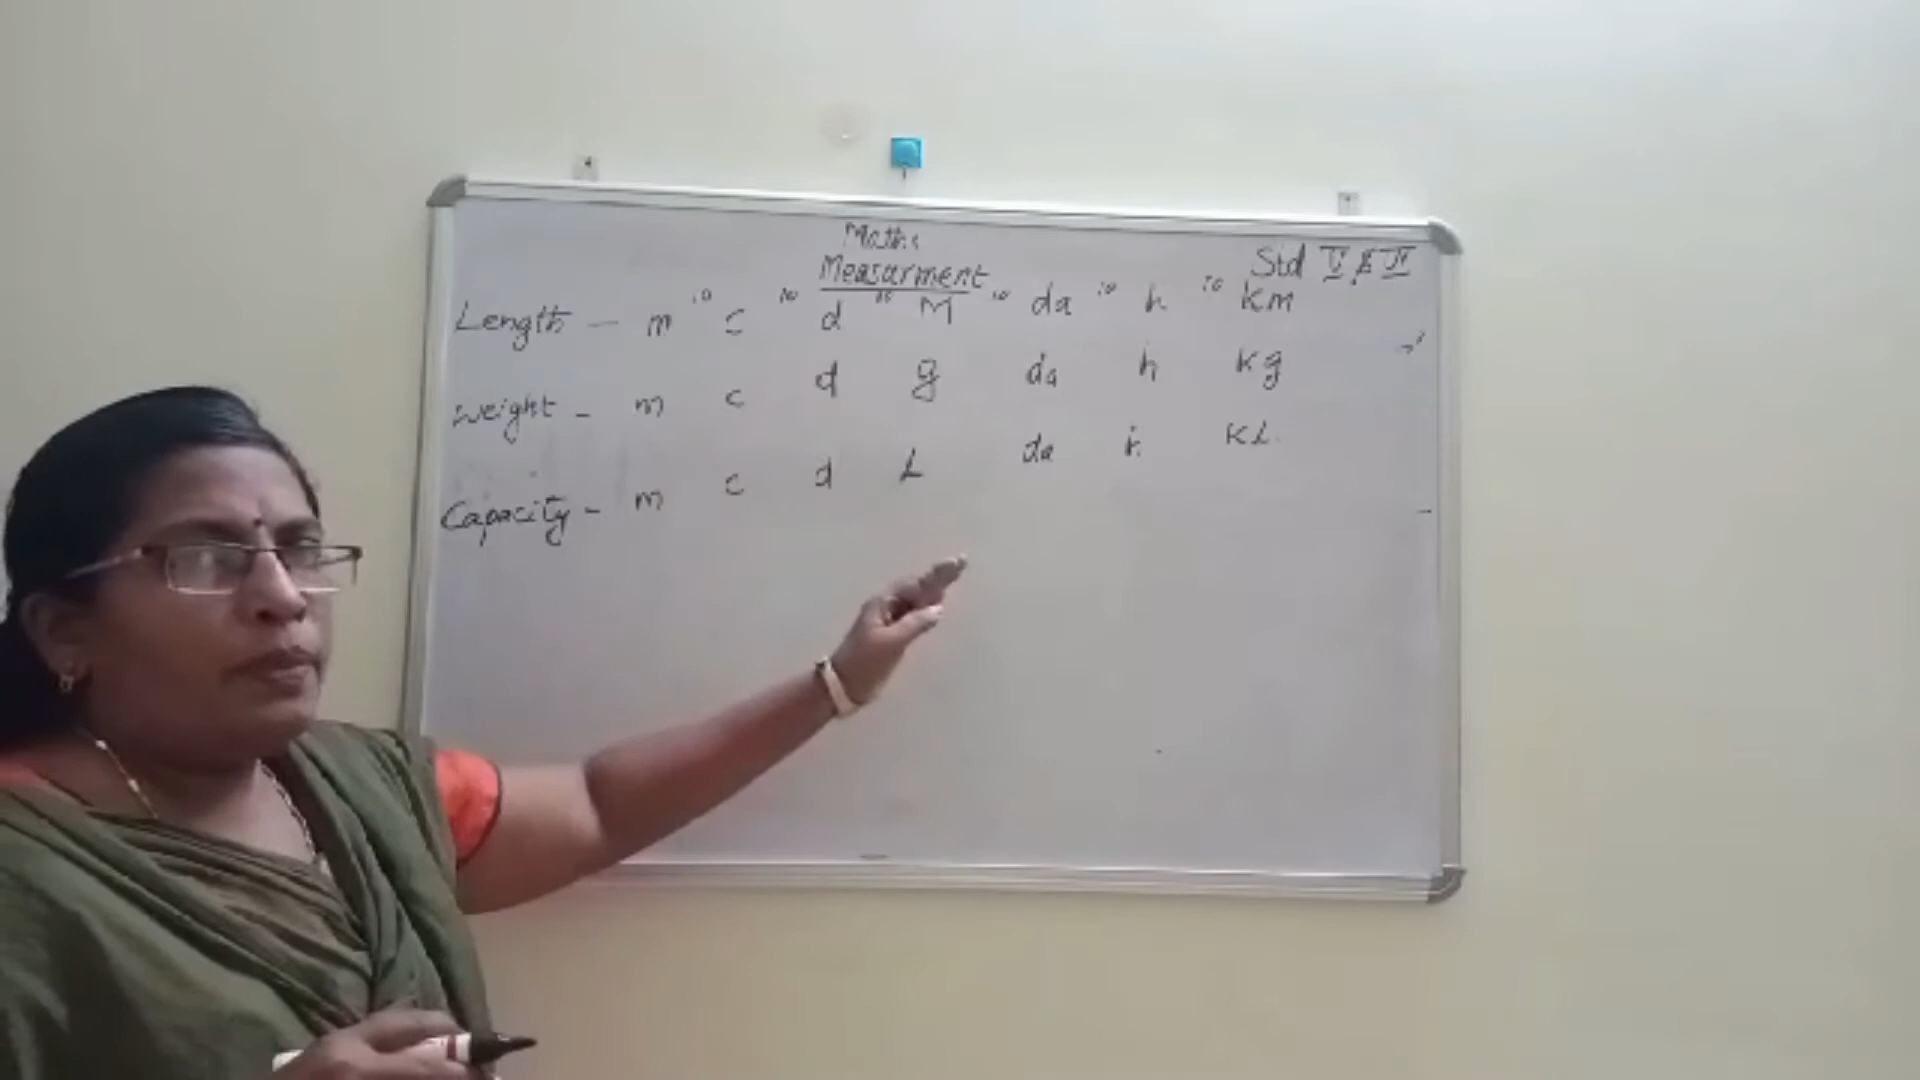 Maths
Measurment
Std V & VI
Length - m 10 c 10 d 10 M 10 da 10 h 10 Km
Weight - m c d g da h Kg
Capacity - m c d L da h KL